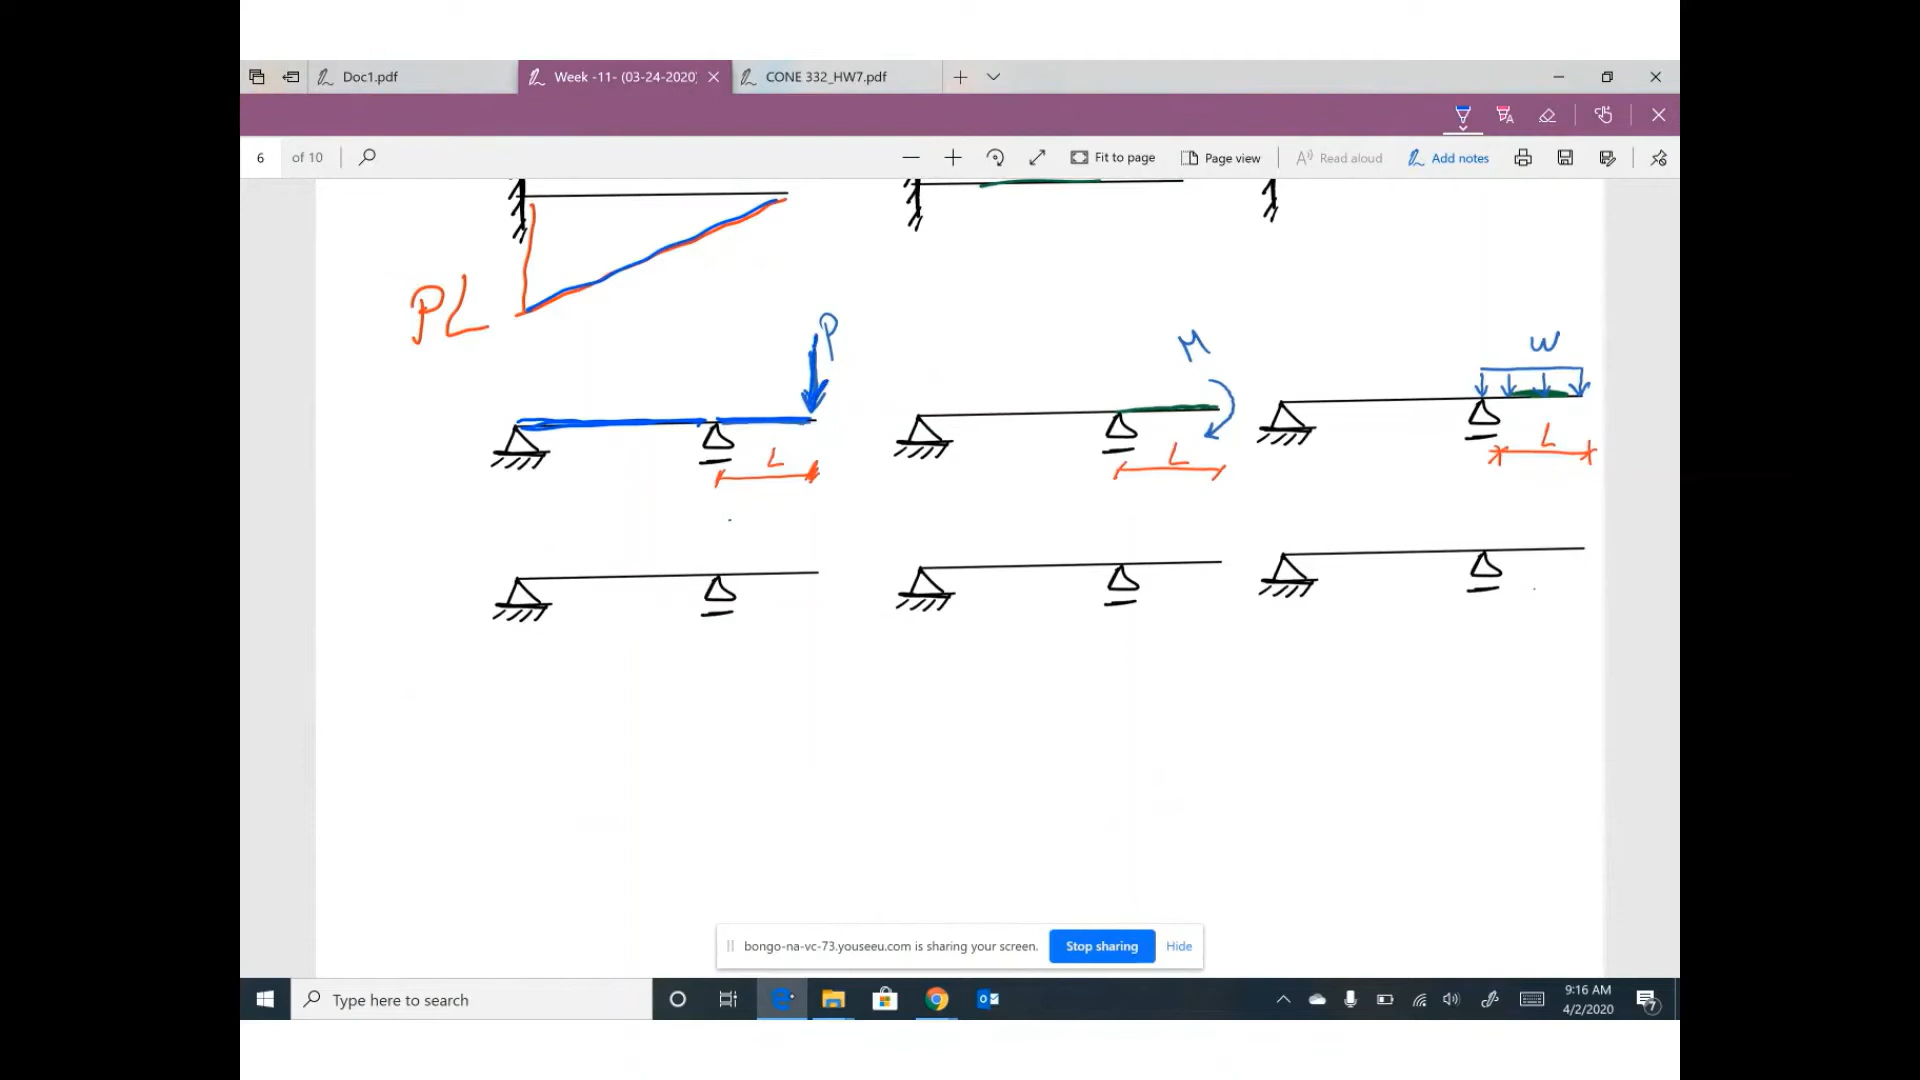 Doc1.pdf
Week -11- (03-24-2020)
CONE 332_HW7.pdf
6 of 10
Fit to page
Page view
Read aloud
Add notes
PL
P
M
W
L
L
L
bongo-na-vc-73.youseeu.com is sharing your screen.
Stop sharing
Hide
Type here to search
9:16 AM
4/2/2020
7